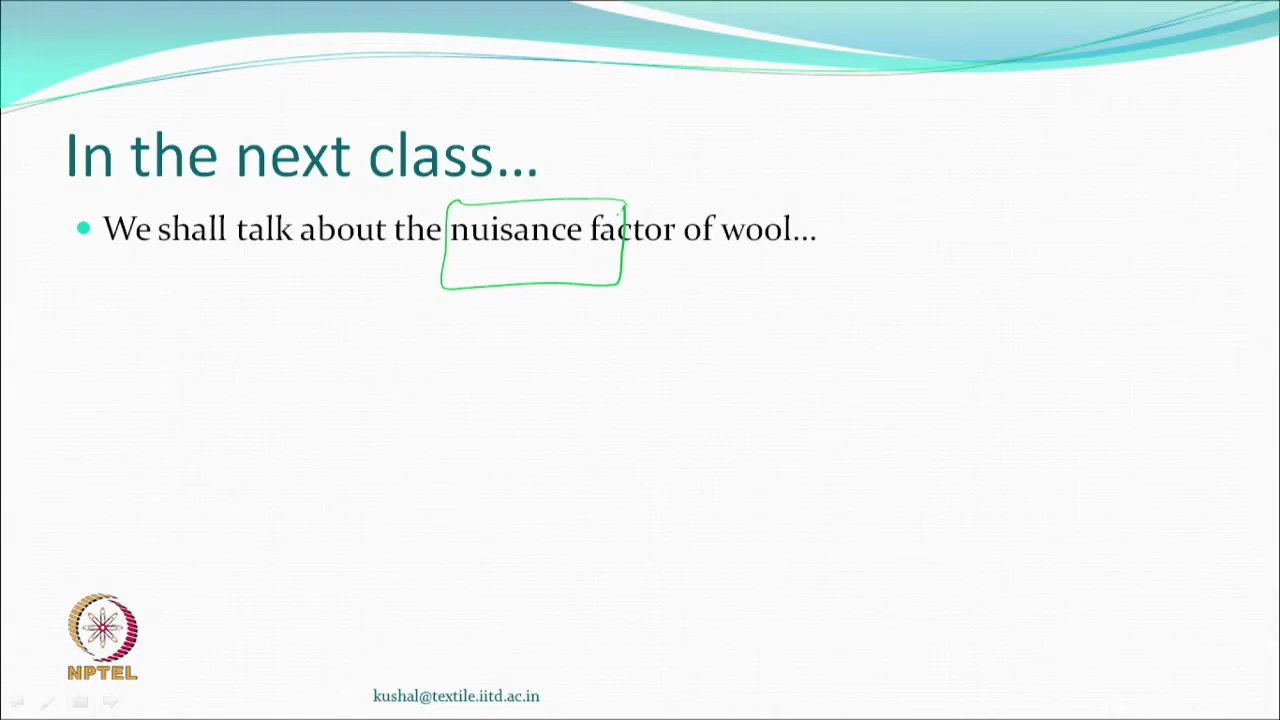 In the next class...
We shall talk about the nuisance factor of wool...
NPTEL
kushal@textile.iitd.ac.in